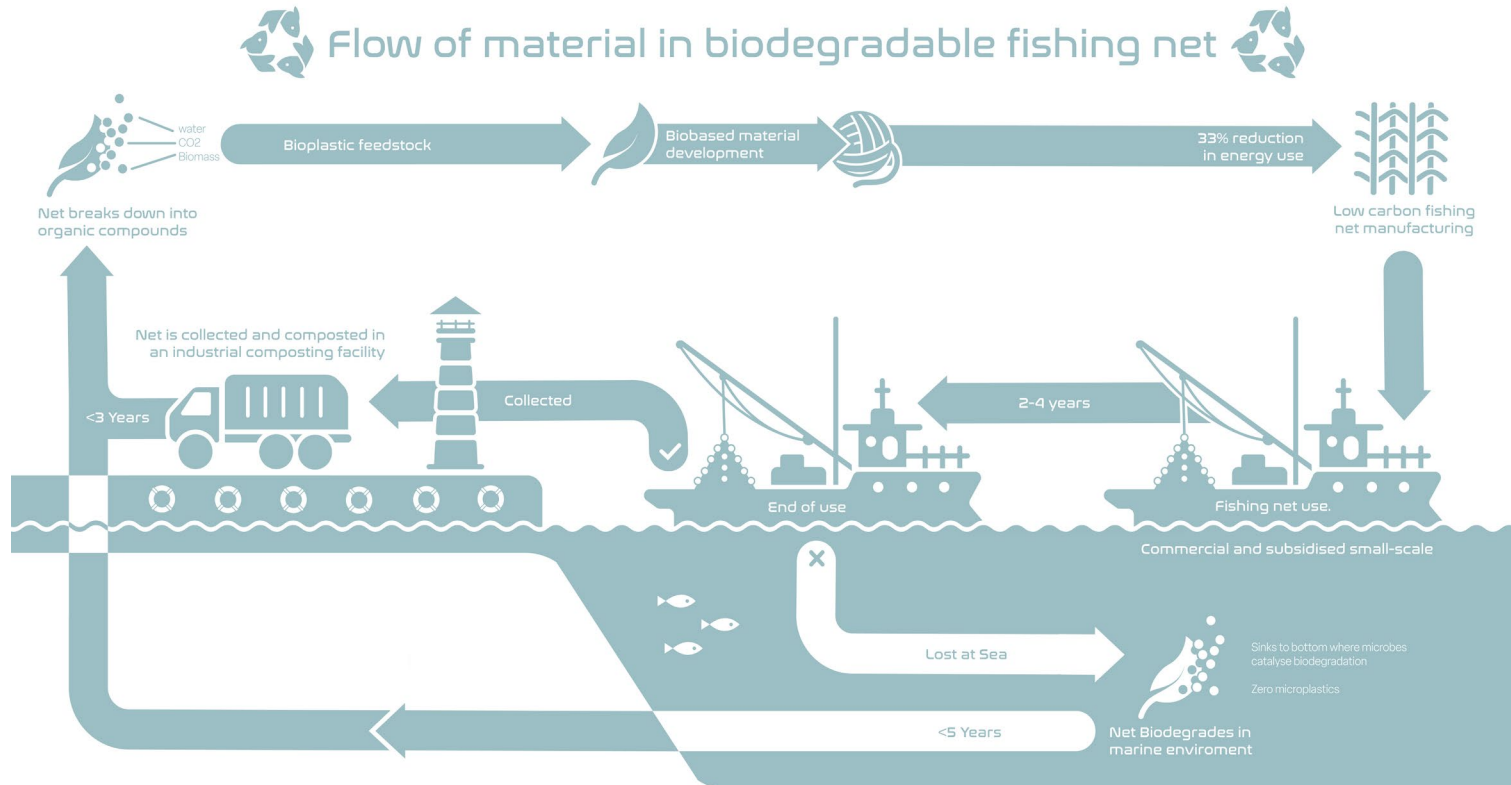 Flow of material in biodegradable fishing net
water
CO2
Biomass
Bioplastic feedstock
Biobased material
development
33% reduction
in energy use
Net breaks down into
organic compounds
Low carbon fishing
net manufacturing
Net is collected and composted in
an industrial composting facility
<3 Years
Collected
2-4 years
End of use
Fishing net use.
Commercial and subsidised small-scale
Lost at Sea
Sinks to bottom where microbes
catalyse biodegradation
Zero microplastics
<5 Years
Net Biodegrades in
marine enviroment